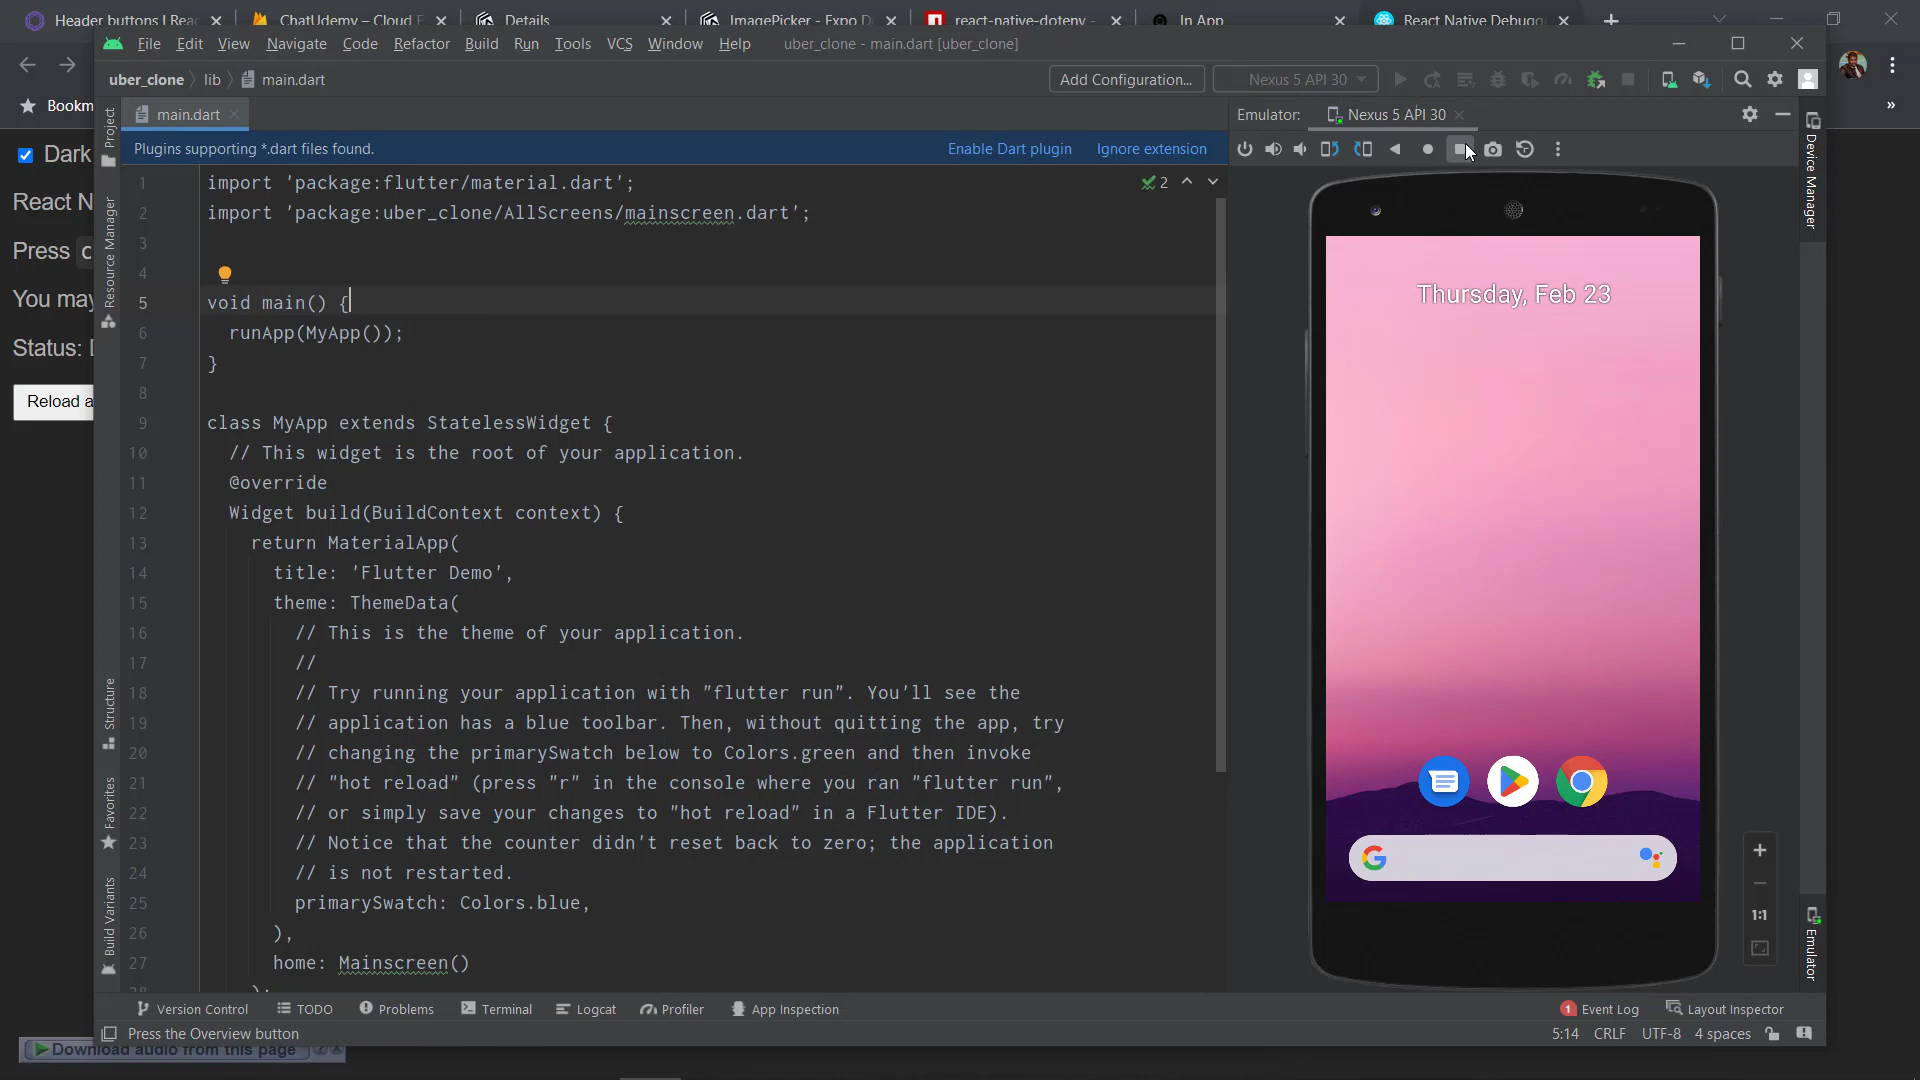 Header buttons | Reac
ChatUdemy – Cloud F
Details
ImagePicker - Expo D
react-native-dotenv -
In App
React Native Debugg
File Edit View Navigate Code Refactor Build Run Tools VCS Window Help uber_clone - main.dart [uber_clone]
uber_clone lib main.dart
Add Configuration... Nexus 5 API 30
Bookm
main.dart
Emulator: Nexus 5 API 30
Plugins supporting *.dart files found. Enable Dart plugin Ignore extension
Dark
React N
Press c
You may
Status: D
Reload a
Project
Resource Manager
Structure
Favorites
Build Variants
1 import 'package:flutter/material.dart';
2 import 'package:uber_clone/AllScreens/mainscreen.dart';
3
4
5 void main() {
6 runApp(MyApp());
7 }
8
9 class MyApp extends StatelessWidget {
10 // This widget is the root of your application.
11 @override
12 Widget build(BuildContext context) {
13 return MaterialApp(
14 title: 'Flutter Demo',
15 theme: ThemeData(
16 // This is the theme of your application.
17 //
18 // Try running your application with "flutter run". You'll see the
19 // application has a blue toolbar. Then, without quitting the app, try
20 // changing the primarySwatch below to Colors.green and then invoke
21 // "hot reload" (press "r" in the console where you ran "flutter run",
22 // or simply save your changes to "hot reload" in a Flutter IDE).
23 // Notice that the counter didn't reset back to zero; the application
24 // is not restarted.
25 primarySwatch: Colors.blue,
26 ),
27 home: Mainscreen()
);
2
Thursday, Feb 23
1:1
Device Manager
Emulator
Version Control TODO Problems Terminal Logcat Profiler App Inspection
1 Event Log Layout Inspector
Press the Overview button
5:14 CRLF UTF-8 4 spaces
Download audio from this page